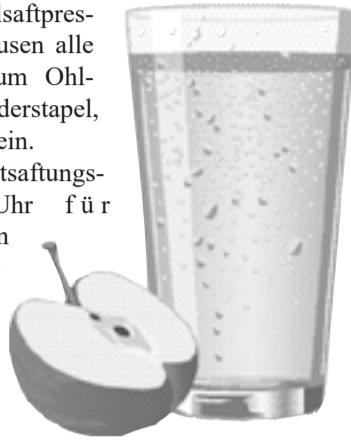 lsaftpres-
usen alle
um Ohl-
derstapel,
ein.
tsaftungs-
Uhr für
n